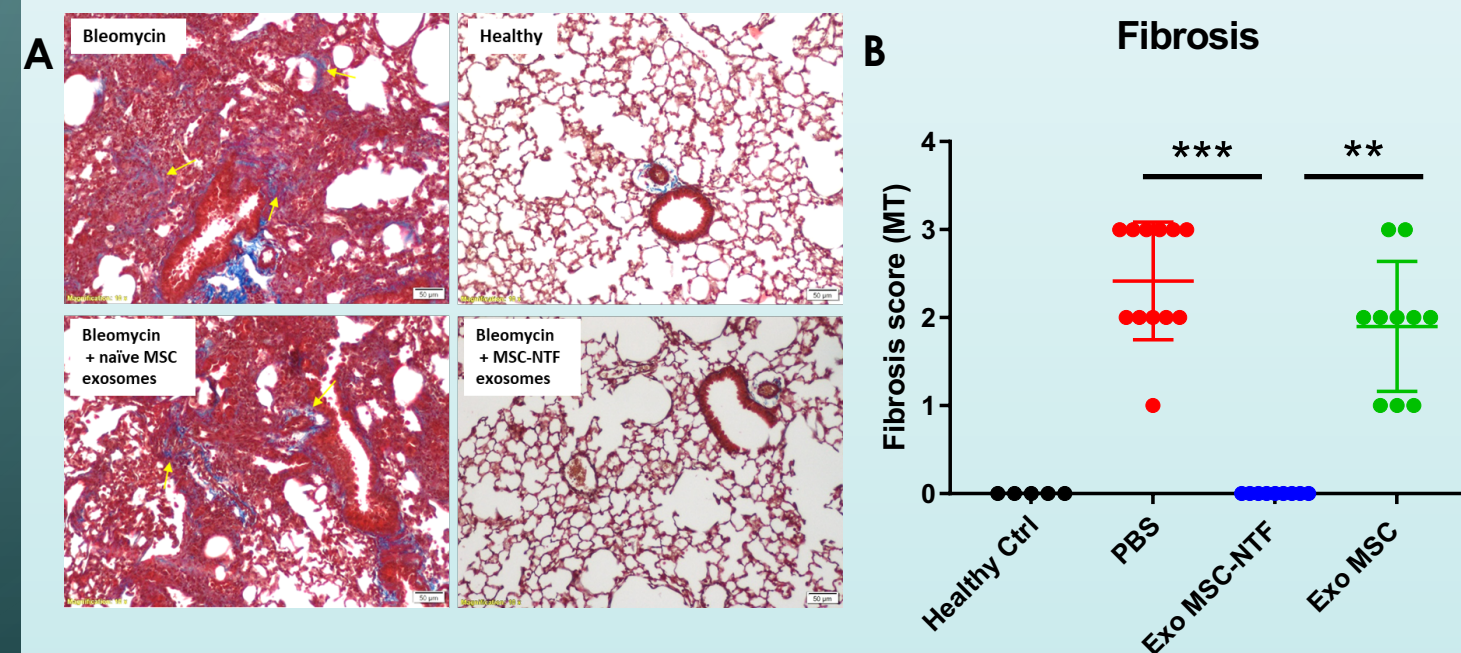 A
Bleomycin
Healthy
50 µm
50 µm
Bleomycin
+ naïve MSC
exosomes
Bleomycin
+ MSC-NTF
exosomes
50 µm
50 µm
B
Fibrosis
Fibrosis score (MT)
4
3
2
1
0
***
**
Healthy Ctrl
PBS
Exo MSC-NTF
Exo MSC